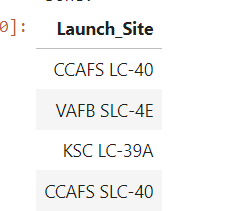 0]:
Launch_Site
CCAFS LC-40
VAFB SLC-4E
KSC LC-39A
CCAFS SLC-40